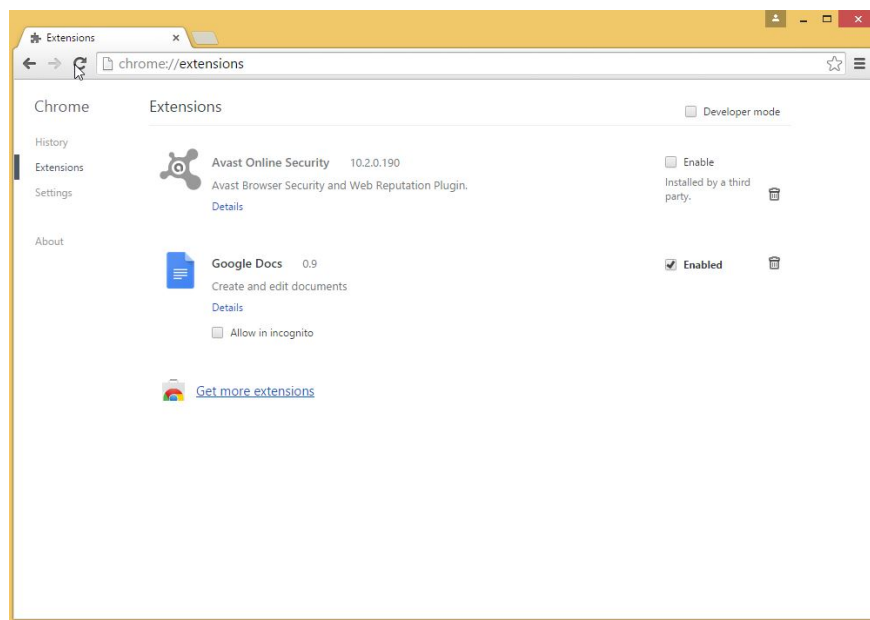 Extensions
chrome://extensions
Chrome
Extensions
Developer mode
History
Extensions
Settings
About
Avast Online Security 10.2.0.190
Enable
Avast Browser Security and Web Reputation Plugin.
Installed by a third
party.
Details
Google Docs 0.9
Enabled
Create and edit documents
Details
Allow in incognito
Get more extensions